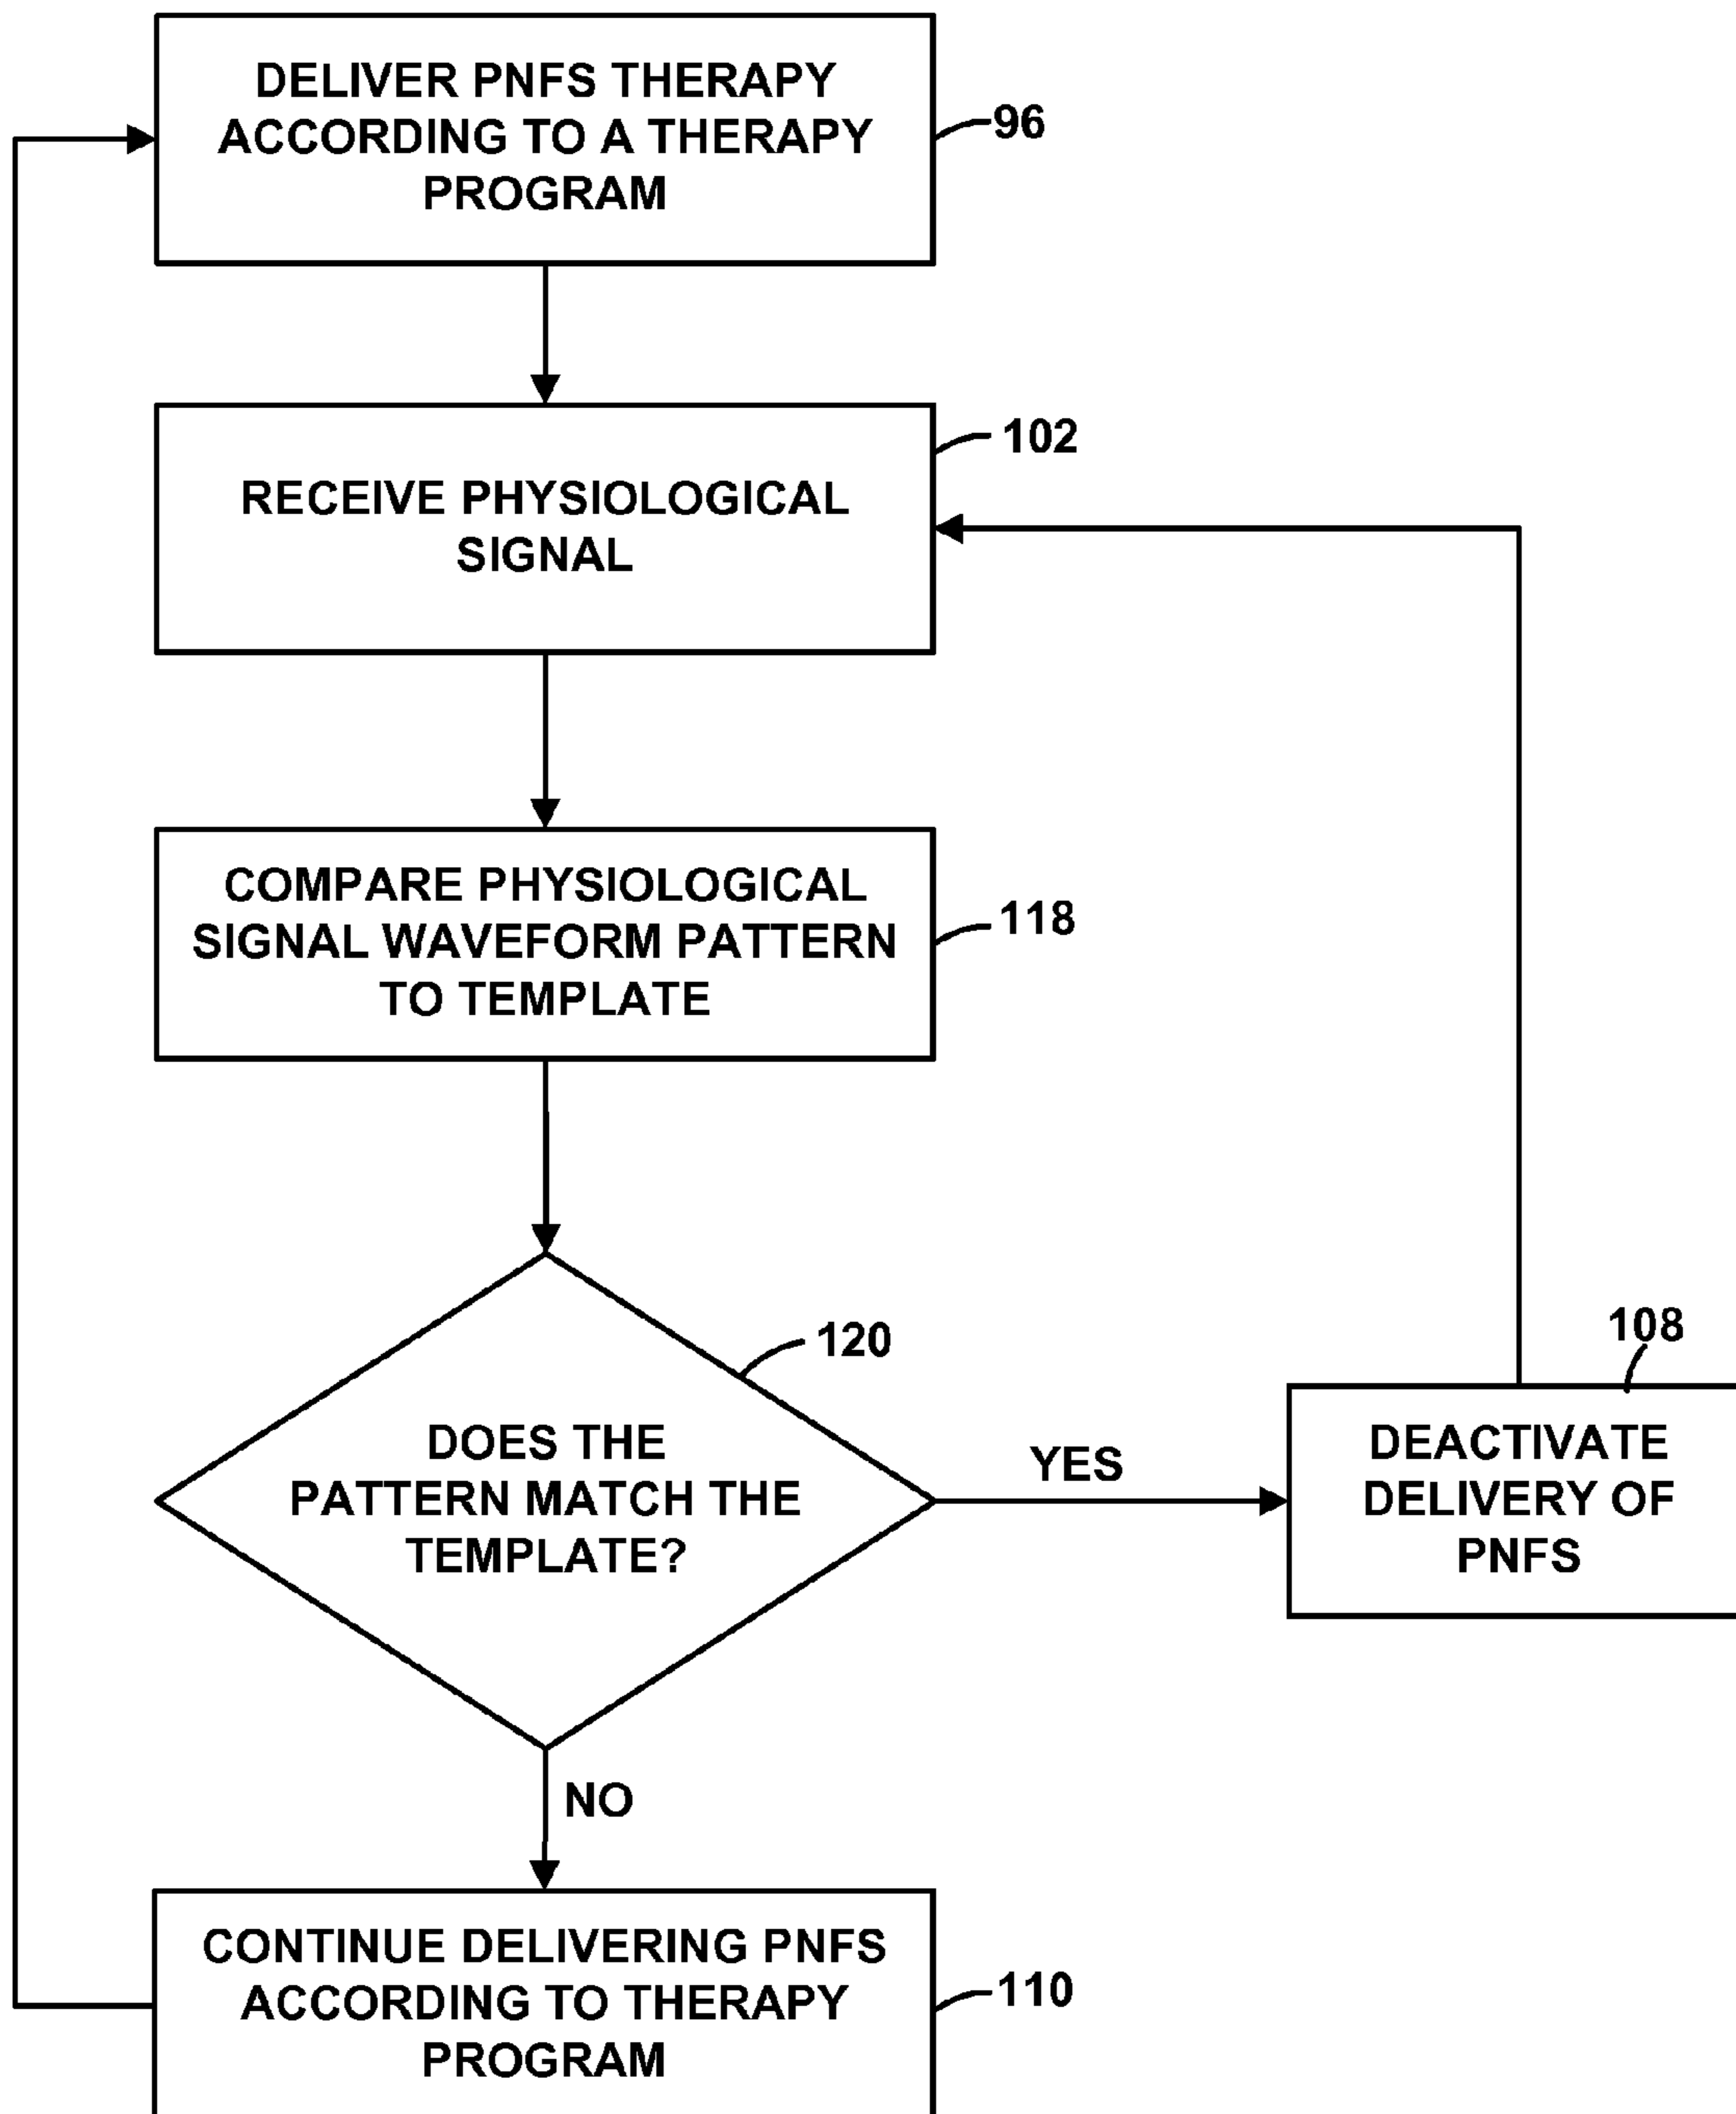 DELIVER PNFS THERAPY
ACCORDING TO A THERAPY
PROGRAM
96
RECEIVE PHYSIOLOGICAL
SIGNAL
102
COMPARE PHYSIOLOGICAL
SIGNAL WAVEFORM PATTERN
TO TEMPLATE
118
DOES THE
PATTERN MATCH THE
TEMPLATE?
120
YES
108
DEACTIVATE
DELIVERY OF
PNFS
NO
CONTINUE DELIVERING PNFS
ACCORDING TO THERAPY
PROGRAM
110